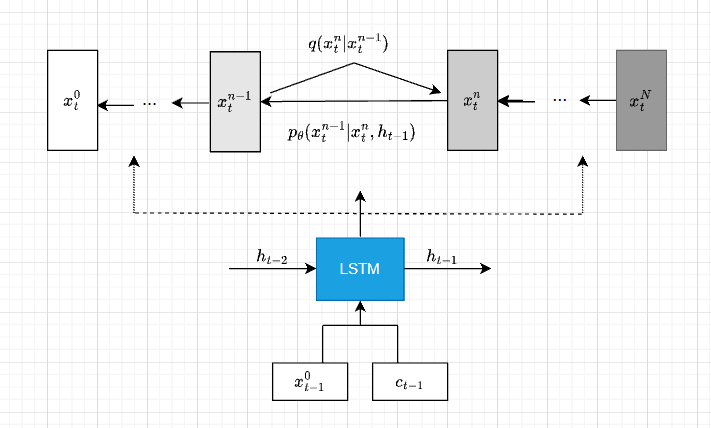 q(x_t^n|x_t^{n-1})
x_t^0 ... x_t^{n-1} x_t^n ... x_t^N
p_θ(x_t^{n-1}|x_t^n, h_{t-1})
h_{t-2} LSTM h_{t-1}
x_{t-1}^0 c_{t-1}